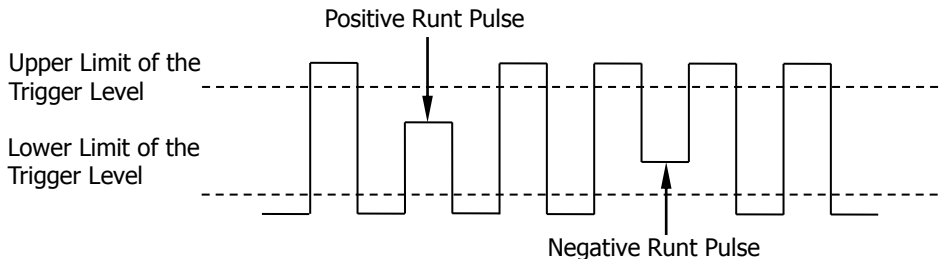 Positive Runt Pulse
Upper Limit of the
Trigger Level
Lower Limit of the
Trigger Level
Negative Runt Pulse